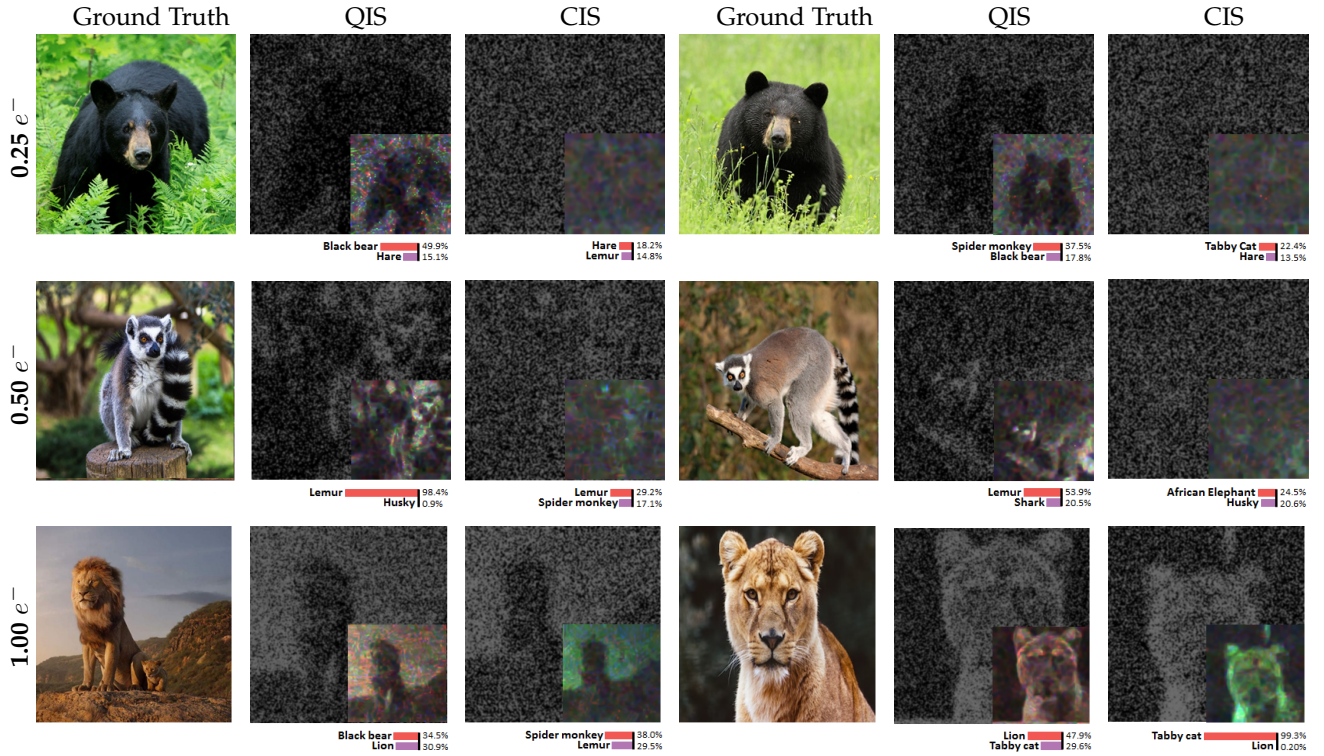 Ground Truth QIS CIS Ground Truth QIS CIS
0.25 e⁻
Black bear 49.9% Hare 18.2% Spider monkey 37.5% Tabby Cat 22.4%
Hare 15.1% Lemur 14.8% Black bear 17.8% Hare 13.5%
0.50 e⁻
Lemur 98.4% Lemur 29.2% Lemur 53.9% African Elephant 24.5%
Husky 0.9% Spider monkey 17.1% Shark 20.5% Husky 20.6%
1.00 e⁻
Black bear 34.5% Spider monkey 38.0% Lion 47.9% Tabby cat 99.3%
Lion 30.9% Lemur 29.5% Tabby cat 29.6% Lion 0.20%